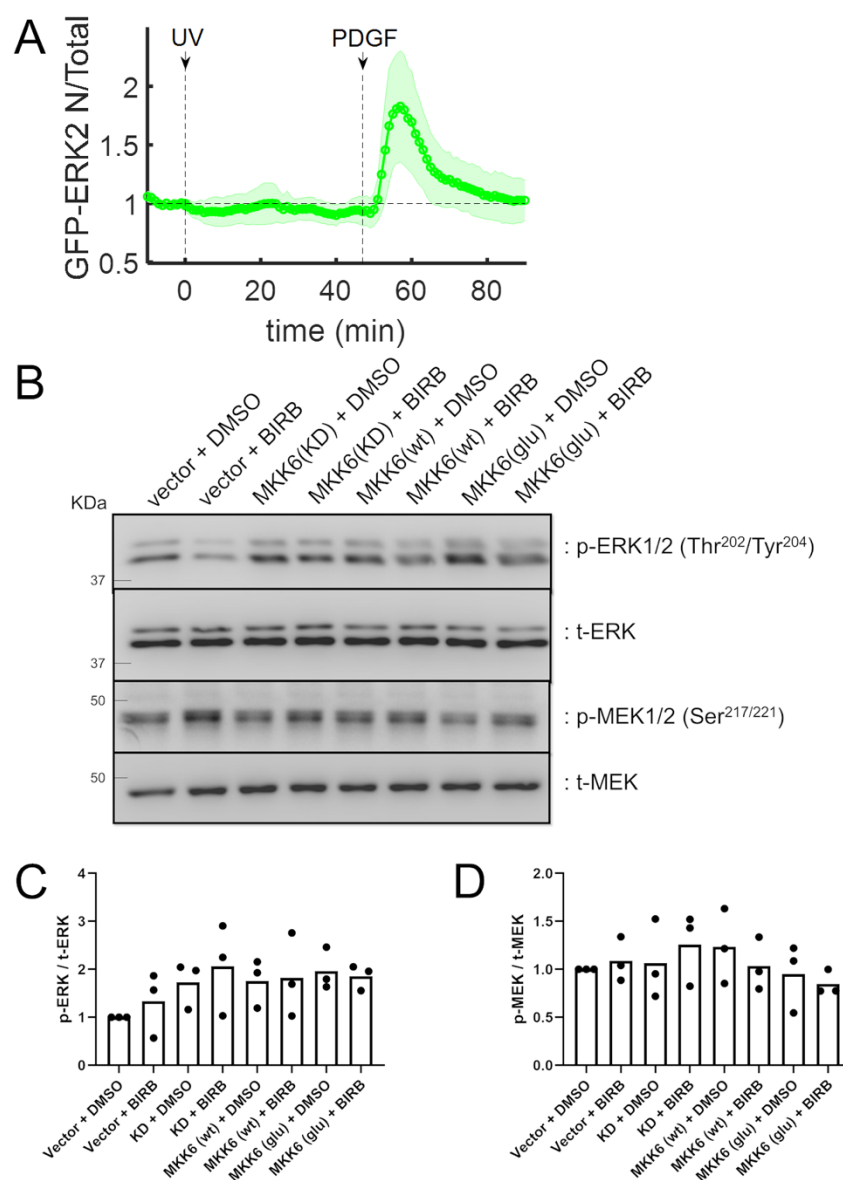 A
UV
PDGF
GFP-ERK2 N/Total
2
1.5
1
0.5
0
20
40
60
80
time (min)
B
vector + DMSO
vector + BIRB
MKK6(KD) + DMSO
MKK6(KD) + BIRB
MKK6(wt) + DMSO
MKK6(wt) + BIRB
MKK6(glu) + DMSO
MKK6(glu) + BIRB
KDa
37
: p-ERK1/2 (Thr202/Tyr204)
37
: t-ERK
50
: p-MEK1/2 (Ser217/221)
50
: t-MEK
C
p-ERK / t-ERK
4
3
2
1
0
Vector + DMSO
Vector + BIRB
KD + DMSO
KD + BIRB
MKK6 (wt) + DMSO
MKK6 (wt) + BIRB
MKK6 (glu) + DMSO
MKK6 (glu) + BIRB
D
p-MEK / t-MEK
2.0
1.5
1.0
0.5
0.0
Vector + DMSO
Vector + BIRB
KD + DMSO
KD + BIRB
MKK6 (wt) + DMSO
MKK6 (wt) + BIRB
MKK6 (glu) + DMSO
MKK6 (glu) + BIRB